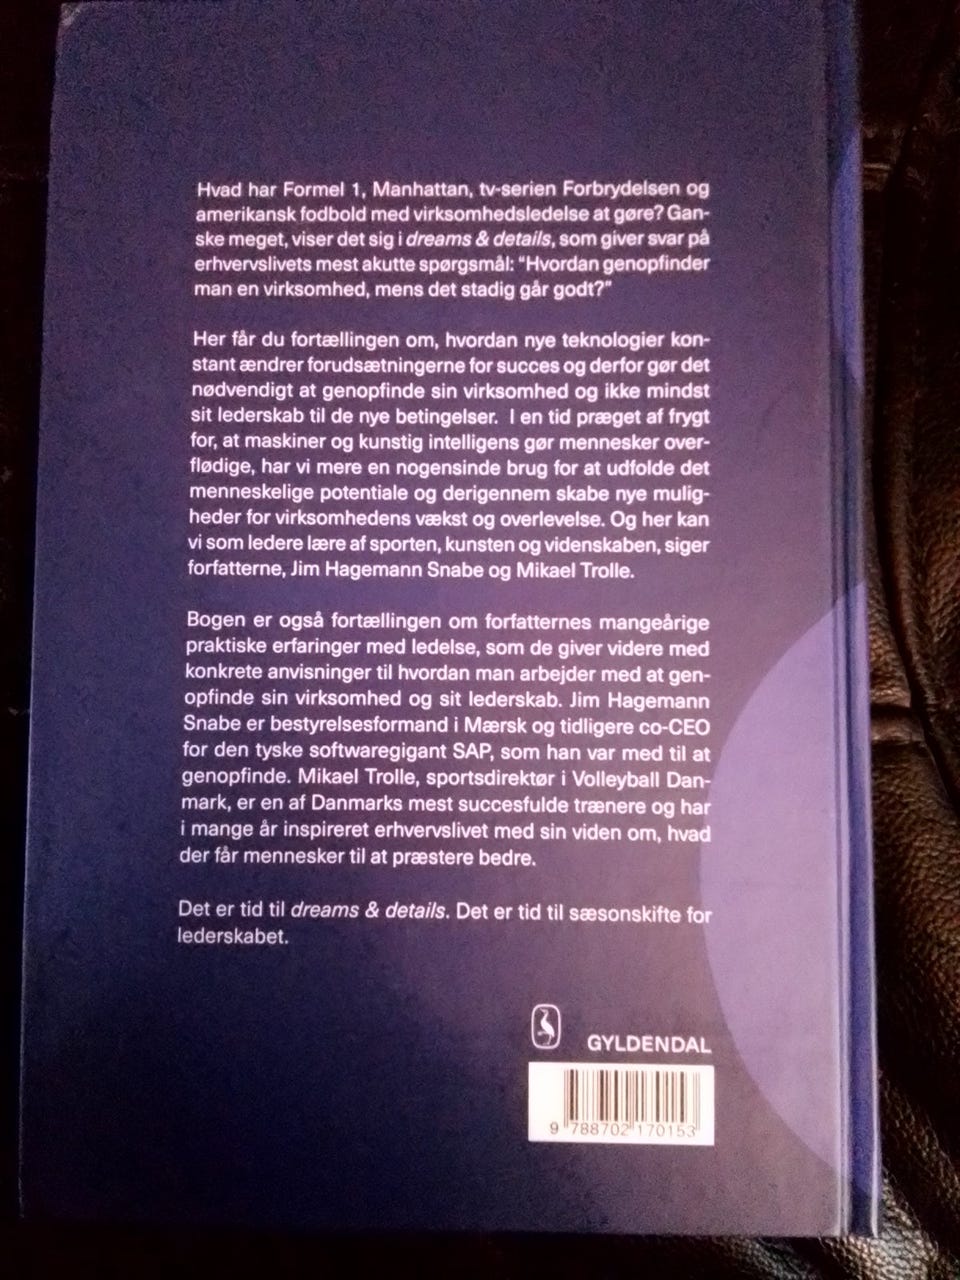 Hvad har Formel 1, Manhattan, tv-serien Forbrydelsen og
amerikansk fodbold med virksomhedsledelse at gøre? Gan-
ske meget, viser det sig i dreams & details, som giver svar på
erhvervslivets mest akutte spørgsmål: “Hvordan genopfinder
man en virksomhed, mens det stadig går godt?”
Her får du fortællingen om, hvordan nye teknologier kon-
stant ændrer forudsætningerne for succes og derfor gør det
nødvendigt at genopfinde sin virksomhed og ikke mindst
sit lederskab til de nye betingelser. I en tid præget af frygt
for, at maskiner og kunstig intelligens gør mennesker over-
flødige, har vi mere en nogensinde brug for at udfolde det
menneskelige potentiale og derigennem skabe nye mulig-
heder for virksomhedens vækst og overlevelse. Og her kan
vi som ledere lære af sporten, kunsten og videnskaben, siger
forfatterne, Jim Hagemann Snabe og Mikael Trolle.
Bogen er også fortællingen om forfatternes mangeårige
praktiske erfaringer med ledelse, som de giver videre med
konkrete anvisninger til hvordan man arbejder med at gen-
opfinde sin virksomhed og sit lederskab. Jim Hagemann
Snabe er bestyrelsesformand i Mærsk og tidligere co-CEO
for den tyske softwaregigant SAP, som han var med til at
genopfinde. Mikael Trolle, sportsdirektør i Volleyball Dan-
mark, er en af Danmarks mest succesfulde trænere og har
i mange år inspireret erhvervslivet med sin viden om, hvad
der får mennesker til at præstere bedre.
Det er tid til dreams & details. Det er tid til sæsonskifte for
lederskabet.
GYLDENDAL
9 788702 170153